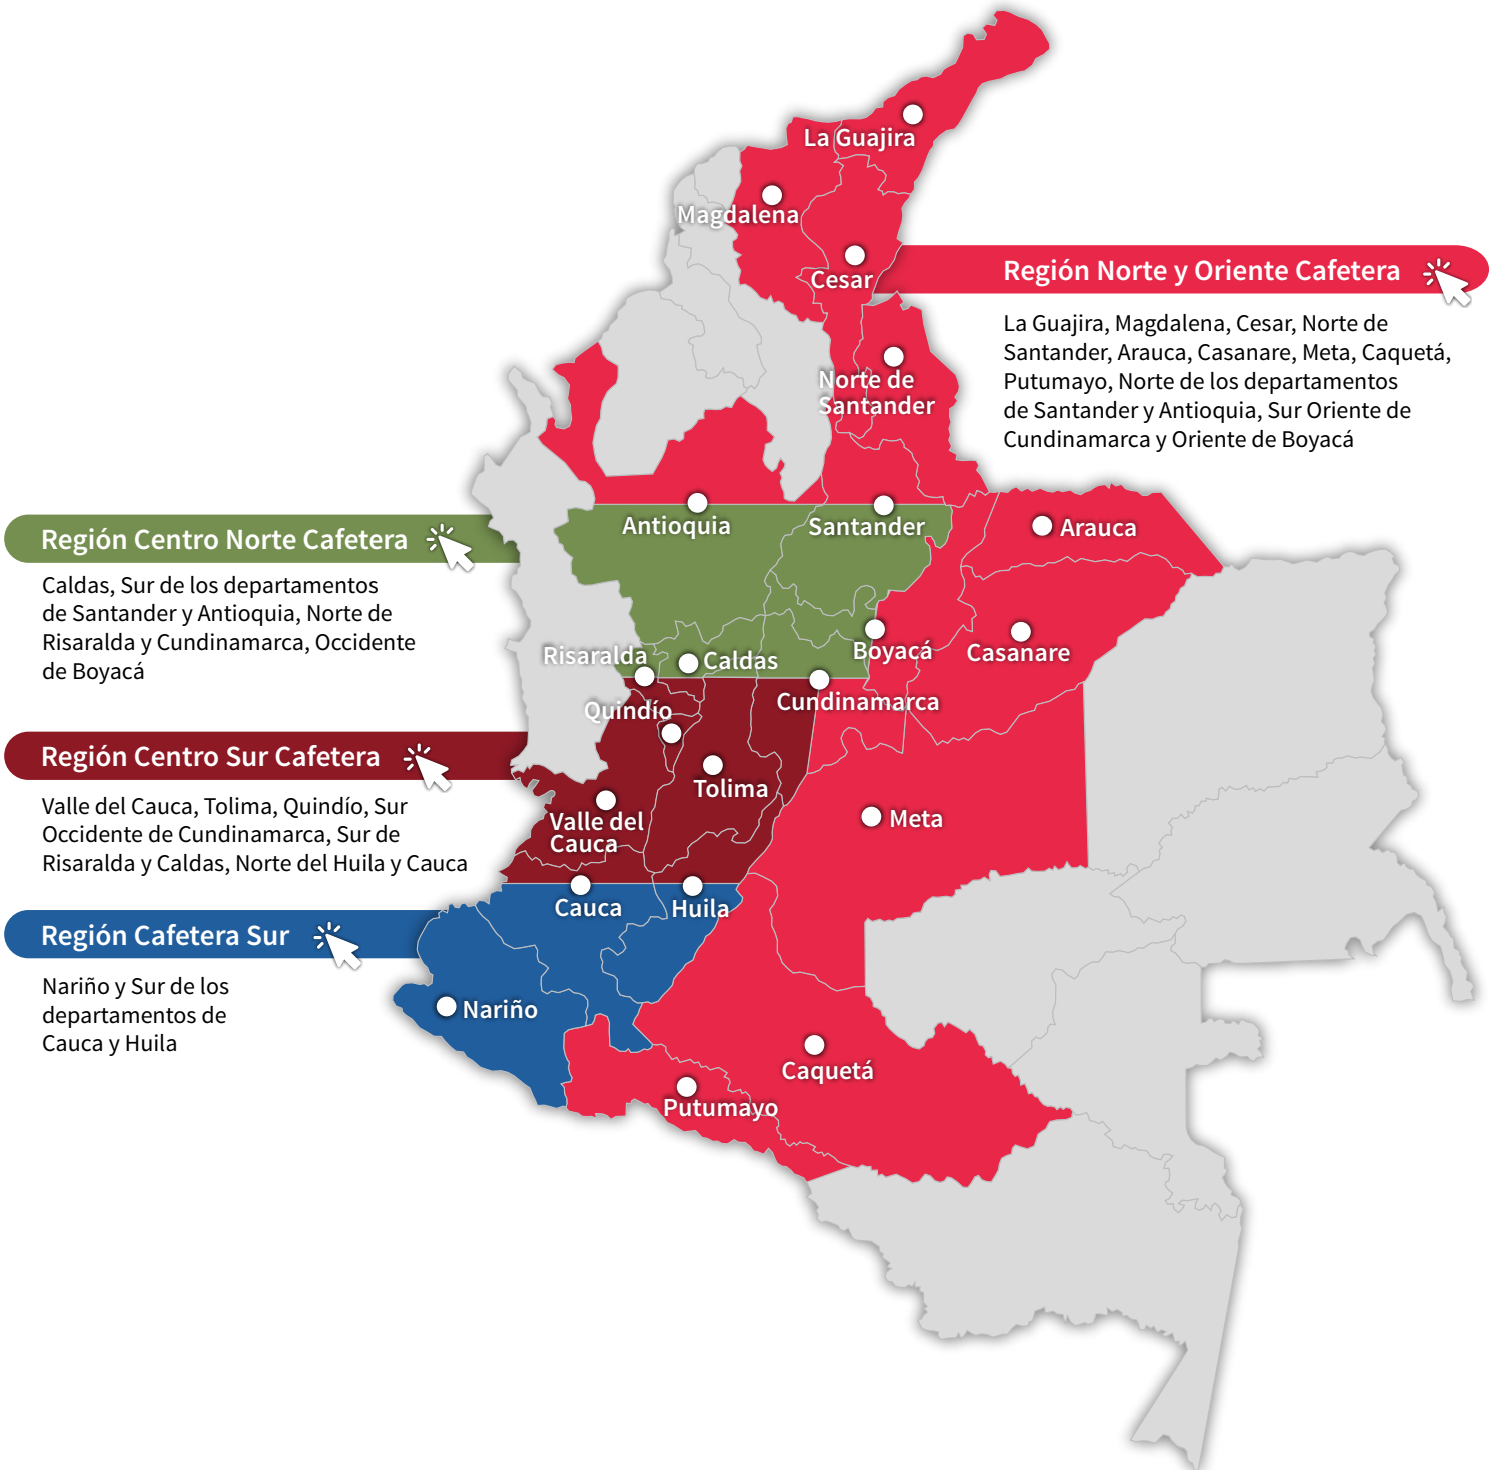 La Guajira
Magdalena
Cesar
Región Norte y Oriente Cafetera
La Guajira, Magdalena, Cesar, Norte de
Santander, Arauca, Casanare, Meta, Caquetá,
Putumayo, Norte de los departamentos
de Santander y Antioquia, Sur Oriente de
Cundinamarca y Oriente de Boyacá
Norte de
Santander
Antioquia
Santander
Arauca
Región Centro Norte Cafetera
Caldas, Sur de los departamentos
de Santander y Antioquia, Norte de
Risaralda y Cundinamarca, Occidente
de Boyacá
Risaralda
Caldas
Boyacá
Casanare
Quindío
Cundinamarca
Región Centro Sur Cafetera
Valle del Cauca, Tolima, Quindío, Sur
Occidente de Cundinamarca, Sur de
Risaralda y Caldas, Norte del Huila y Cauca
Tolima
Valle del
Cauca
Meta
Cauca
Huila
Región Cafetera Sur
Nariño y Sur de los
departamentos de
Cauca y Huila
Nariño
Caquetá
Putumayo